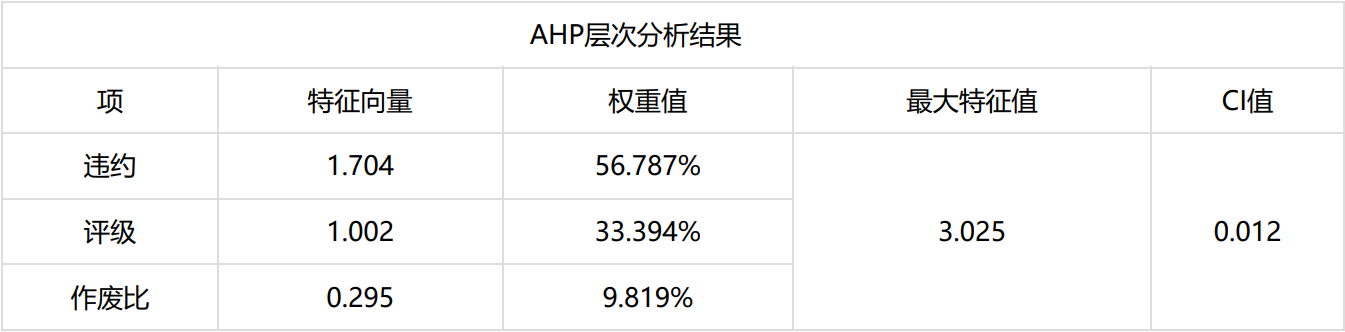 AHP层次分析结果
项 特征向量 权重值 最大特征值 CI值
违约 1.704 56.787%
评级 1.002 33.394% 3.025 0.012
作废比 0.295 9.819%